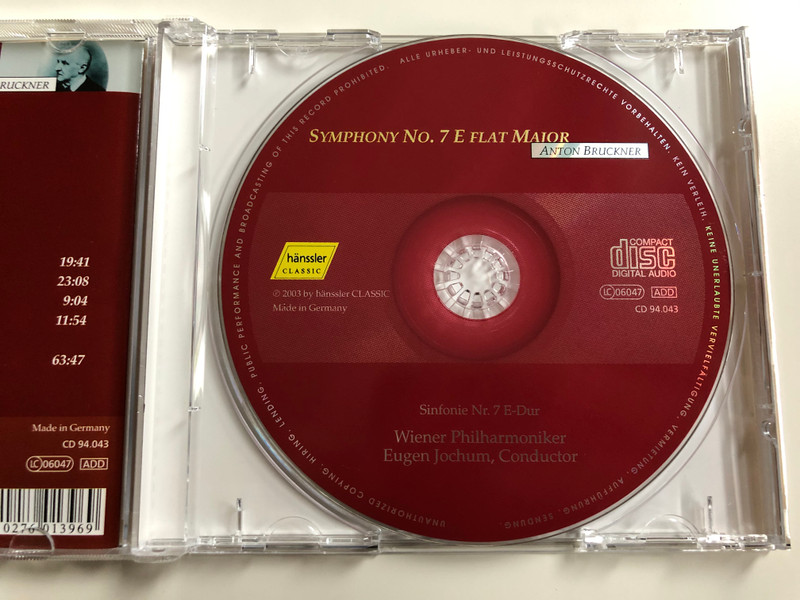 BRUCKNER
19:41
23:08
9:04
11:54
63:47
Made in Germany
CD 94.043
LC 06047 ADD
0276 013969
ALLE URHEBER- UND LEISTUNGSSCHUTZRECHTE VORBEHALTEN. KEIN VERLEIH, KEINE UNERLAUBTE VERVIELFÄLTIGUNG, VERMIETUNG, AUFFÜHRUNG, SENDUNG
UNAUTHORIZED COPYING, HIRING, LENDING, PUBLIC PERFORMANCE AND BROADCASTING OF THIS RECORD PROHIBITED.
SYMPHONY NO. 7 E FLAT MAJOR
ANTON BRUCKNER
hänssler
CLASSIC
COMPACT
disc
DIGITAL AUDIO
℗ 2003 by hänssler CLASSIC
Made in Germany
LC 06047 ADD
CD 94.043
Sinfonie Nr. 7 E-Dur
Wiener Philharmoniker
Eugen Jochum, Conductor